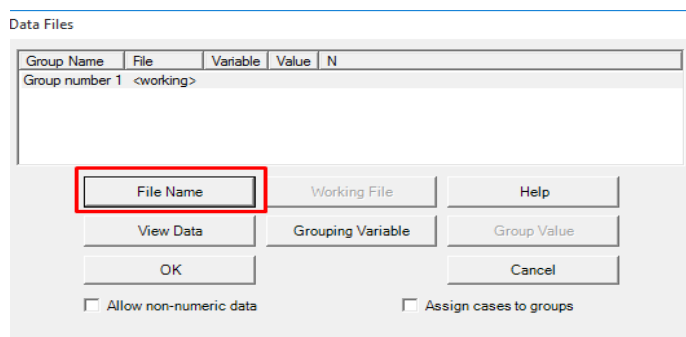 Data Files
Group Name File Variable Value N
Group number 1 <working>
File Name Working File Help
View Data Grouping Variable Group Value
OK Cancel
Allow non-numeric data Assign cases to groups